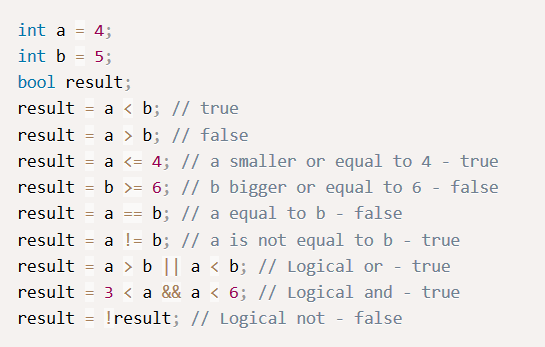 int a = 4;
int b = 5;
bool result;
result = a < b; // true
result = a > b; // false
result = a <= 4; // a smaller or equal to 4 - true
result = b >= 6; // b bigger or equal to 6 - false
result = a == b; // a equal to b - false
result = a != b; // a is not equal to b - true
result = a > b || a < b; // Logical or - true
result = 3 < a && a < 6; // Logical and - true
result = !result; // Logical not - false